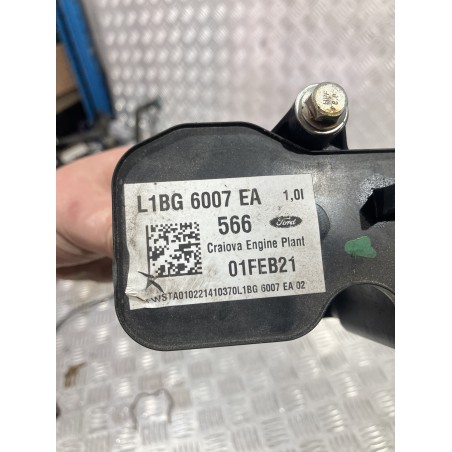 L1BG 6007 EA 1,0l
566 Ford
Craiova Engine Plant
01FEB21
WSTA010221410370L1BG 6007 EA 02